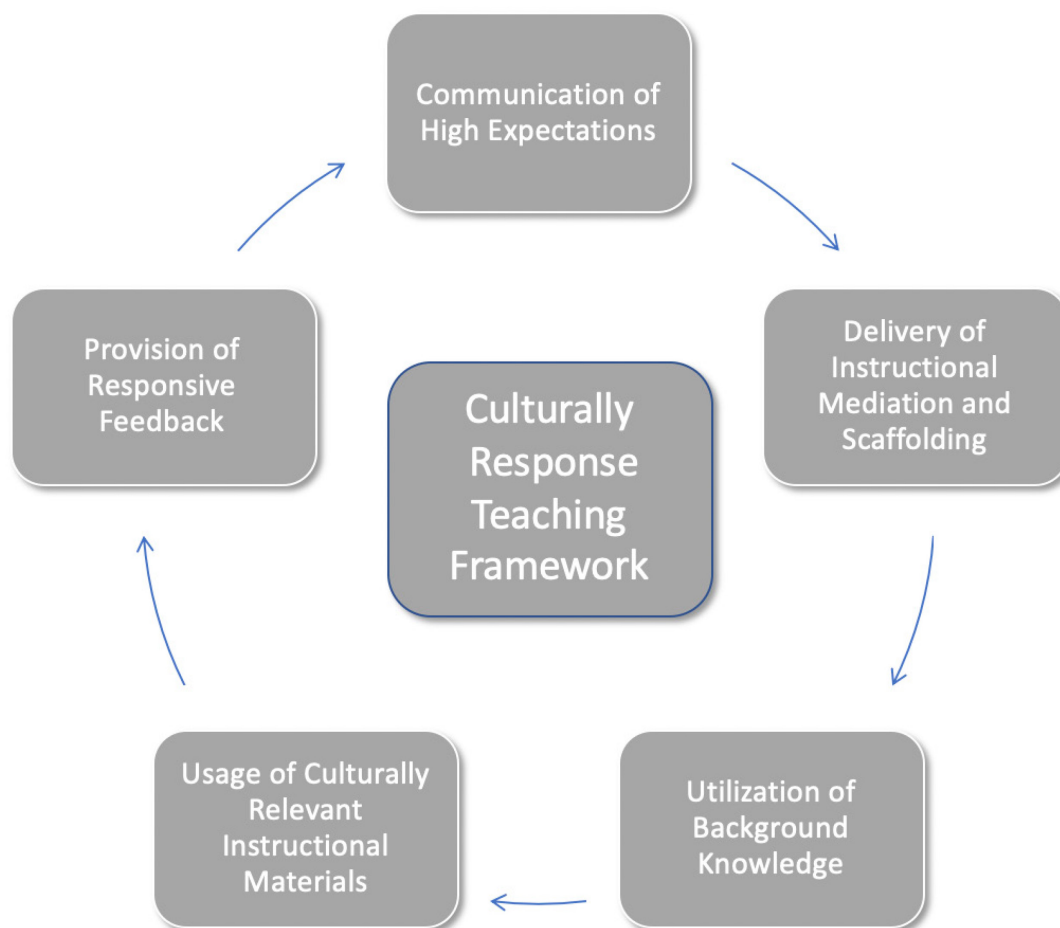 Communication of
High Expectations
Delivery of
Instructional
Mediation and
Scaffolding
Utilization of
Background
Knowledge
Usage of Culturally
Relevant
Instructional
Materials
Provision of
Responsive
Feedback
Culturally
Response
Teaching
Framework